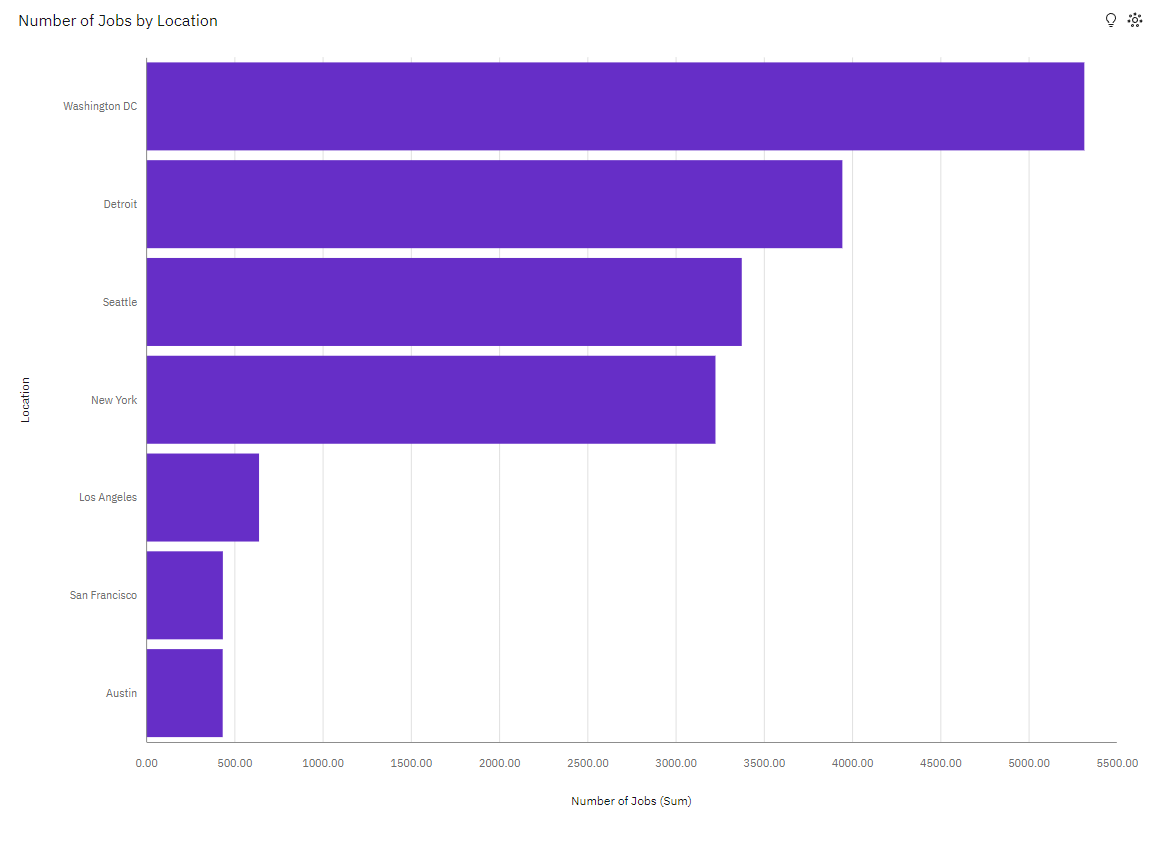 Number of Jobs by Location
Washington DC
Detroit
Seattle
New York
Los Angeles
San Francisco
Austin
Location
0.00 500.00 1000.00 1500.00 2000.00 2500.00 3000.00 3500.00 4000.00 4500.00 5000.00 5500.00
Number of Jobs (Sum)